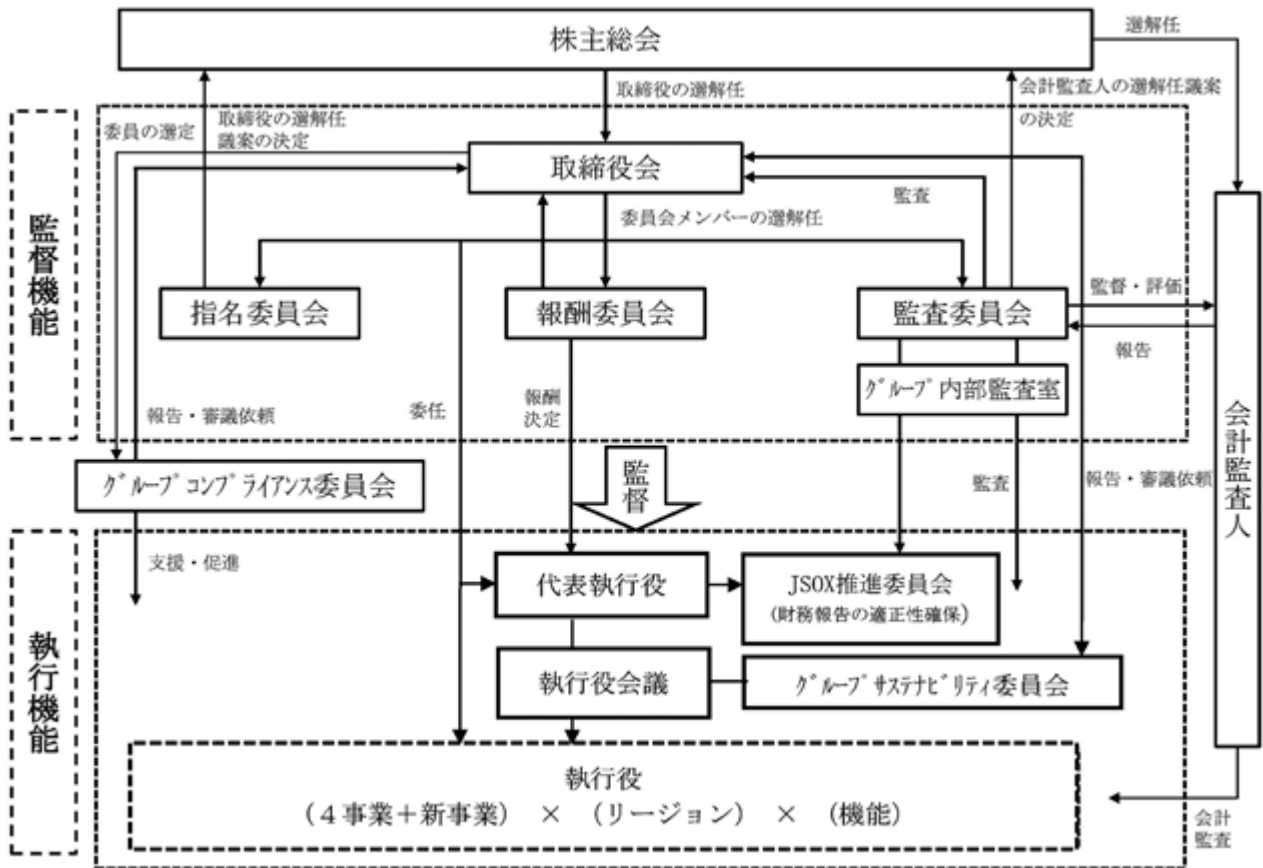 株主総会
選解任
取締役の選解任
会計監査人の選解任議案
の決定
委員の選定
取締役の選解任
議案の決定
取締役会
監査
委員会メンバーの選解任
監督機能
指名委員会
報酬委員会
監査委員会
監督・評価
報告
ｸﾞﾙｰﾌﾟ内部監査室
報告・審議依頼
委任
報酬
決定
会計監査人
ｸﾞﾙｰﾌﾟｺﾝﾌﾟﾗｲｱﾝｽ委員会
監督
監査
報告・審議依頼
執行機能
支援・促進
代表執行役
JSOX推進委員会
(財務報告の適正性確保)
執行役会議
ｸﾞﾙｰﾌﾟｻｽﾃﾅﾋﾞﾘﾃｨ委員会
執行役
(４事業＋新事業) × (リージョン) × (機能)
会計
監査